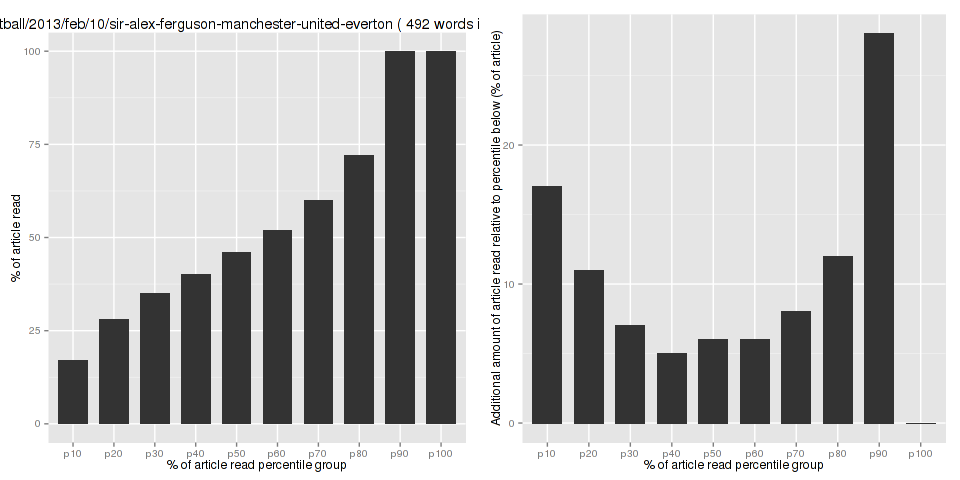 tball/2013/feb/10/sir-alex-ferguson-manchester-united-everton ( 492 words i
% of article read
100
75
50
25
0
p10 p20 p30 p40 p50 p60 p70 p80 p90 p100
% of article read percentile group
Additional amount of article read relative to percentile below (% of article)
20
10
0
p10 p20 p30 p40 p50 p60 p70 p80 p90 p100
% of article read percentile group